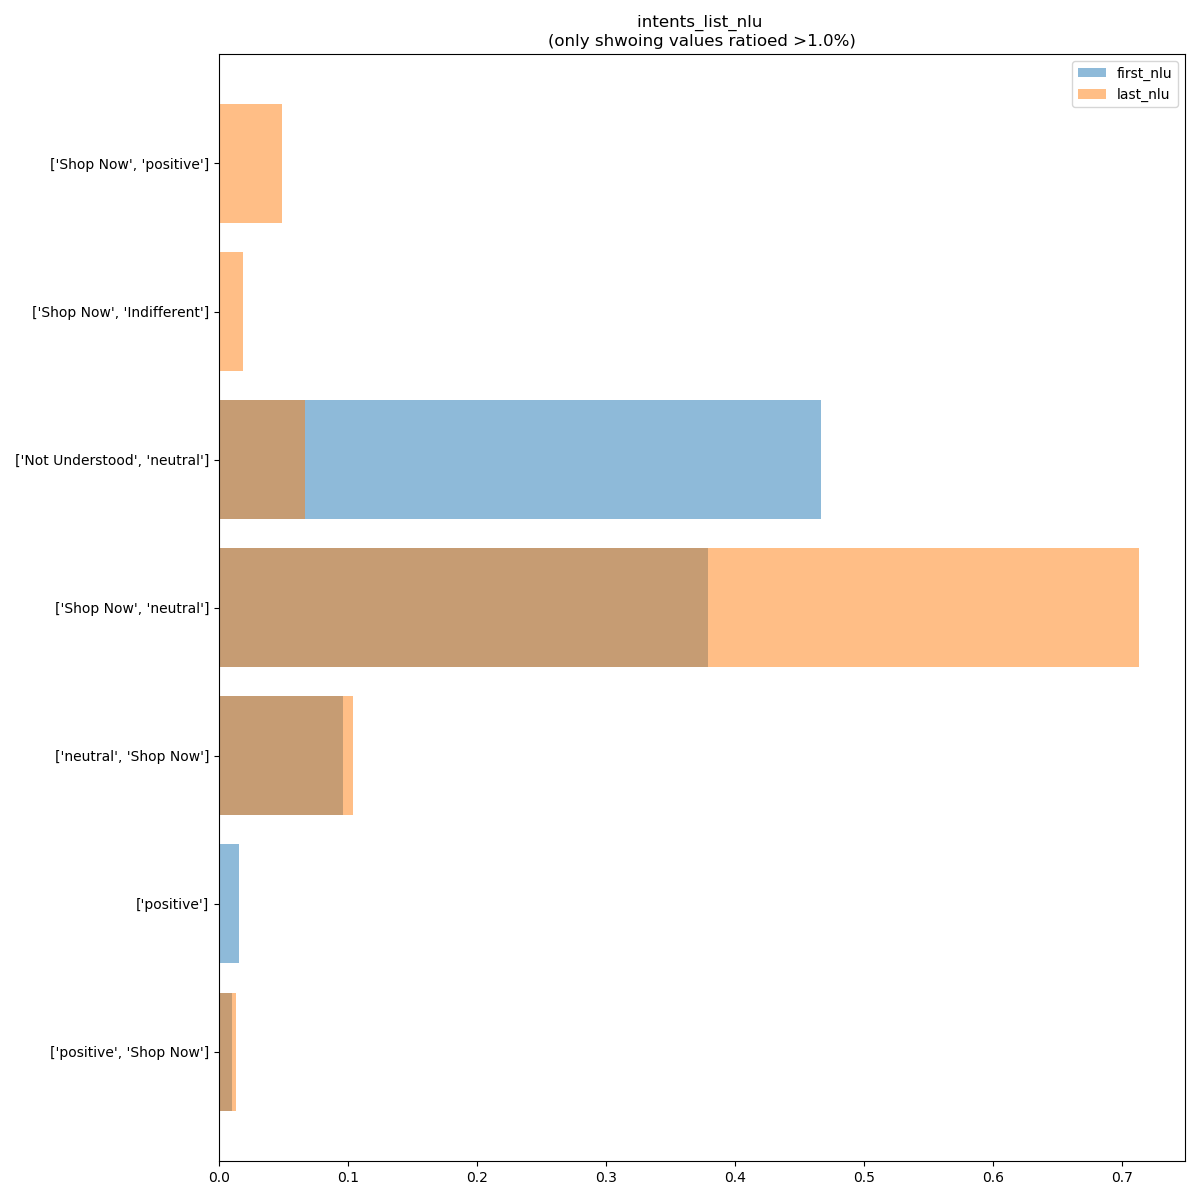 intents_list_nlu
(only shwoing values ratioed >1.0%)
first_nlu
last_nlu
['Shop Now', 'positive']
['Shop Now', 'Indifferent']
['Not Understood', 'neutral']
['Shop Now', 'neutral']
['neutral', 'Shop Now']
['positive']
['positive', 'Shop Now']
0.0 0.1 0.2 0.3 0.4 0.5 0.6 0.7